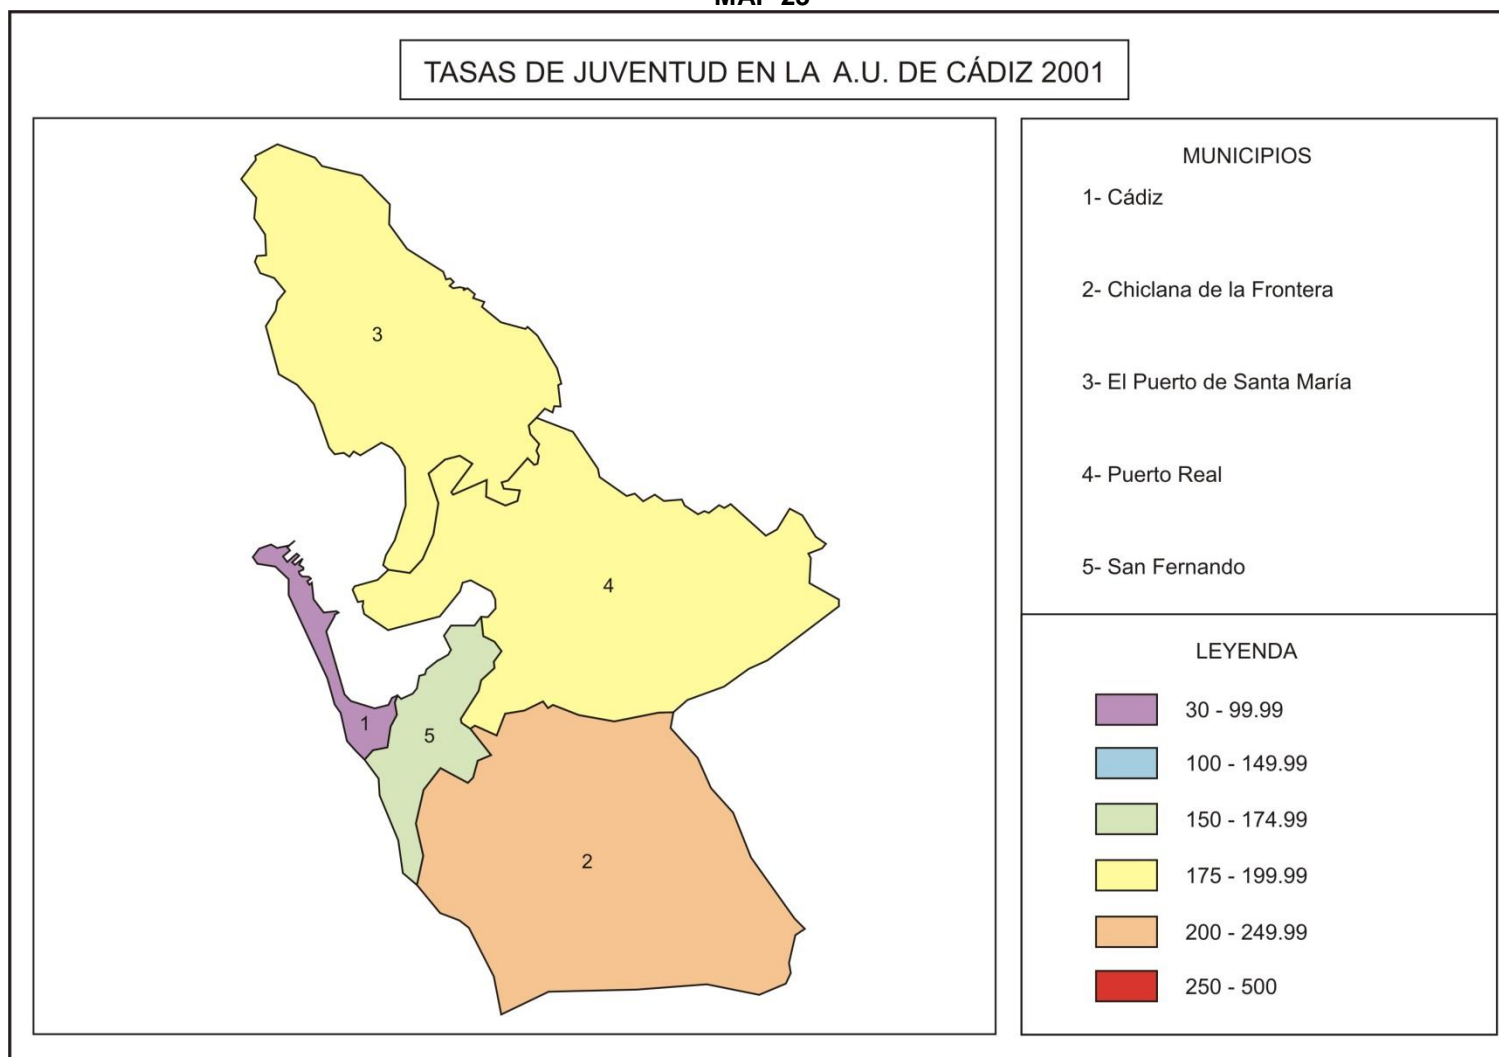 TASAS DE JUVENTUD EN LA A.U. DE CÁDIZ 2001
3
4
1
5
2
MUNICIPIOS
1- Cádiz
2- Chiclana de la Frontera
3- El Puerto de Santa María
4- Puerto Real
5- San Fernando
LEYENDA
30 - 99.99
100 - 149.99
150 - 174.99
175 - 199.99
200 - 249.99
250 - 500